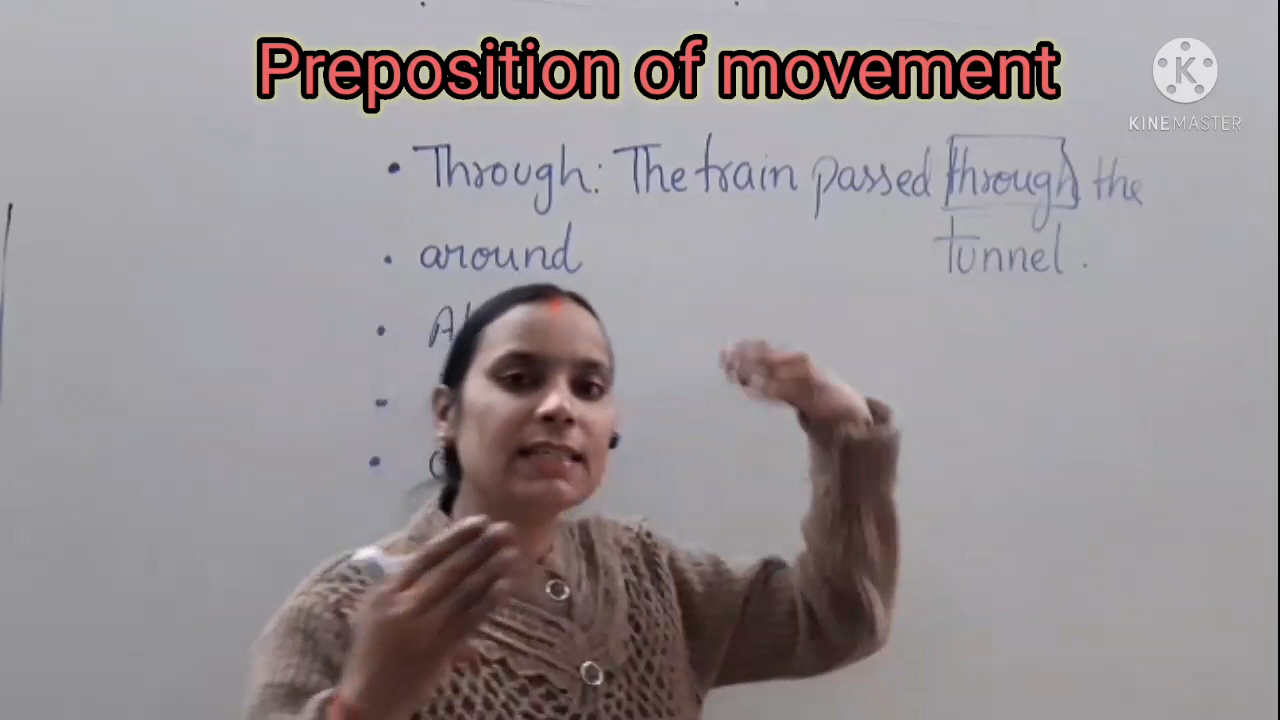 Preposition of movement
KINEMASTER
• Through: The train passed through the
tunnel.
• around